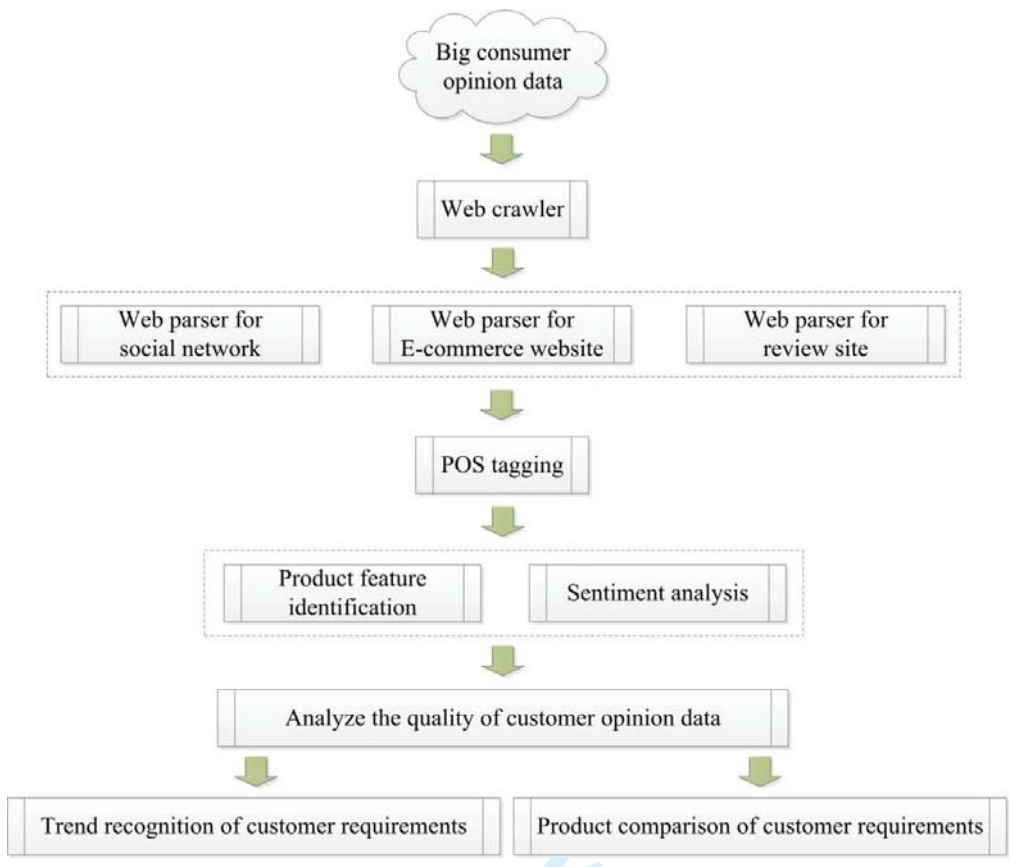 Big consumer
opinion data
Web crawler
Web parser for
social network
Web parser for
E-commerce website
Web parser for
review site
POS tagging
Product feature
identification
Sentiment analysis
Analyze the quality of customer opinion data
Trend recognition of customer requirements
Product comparison of customer requirements